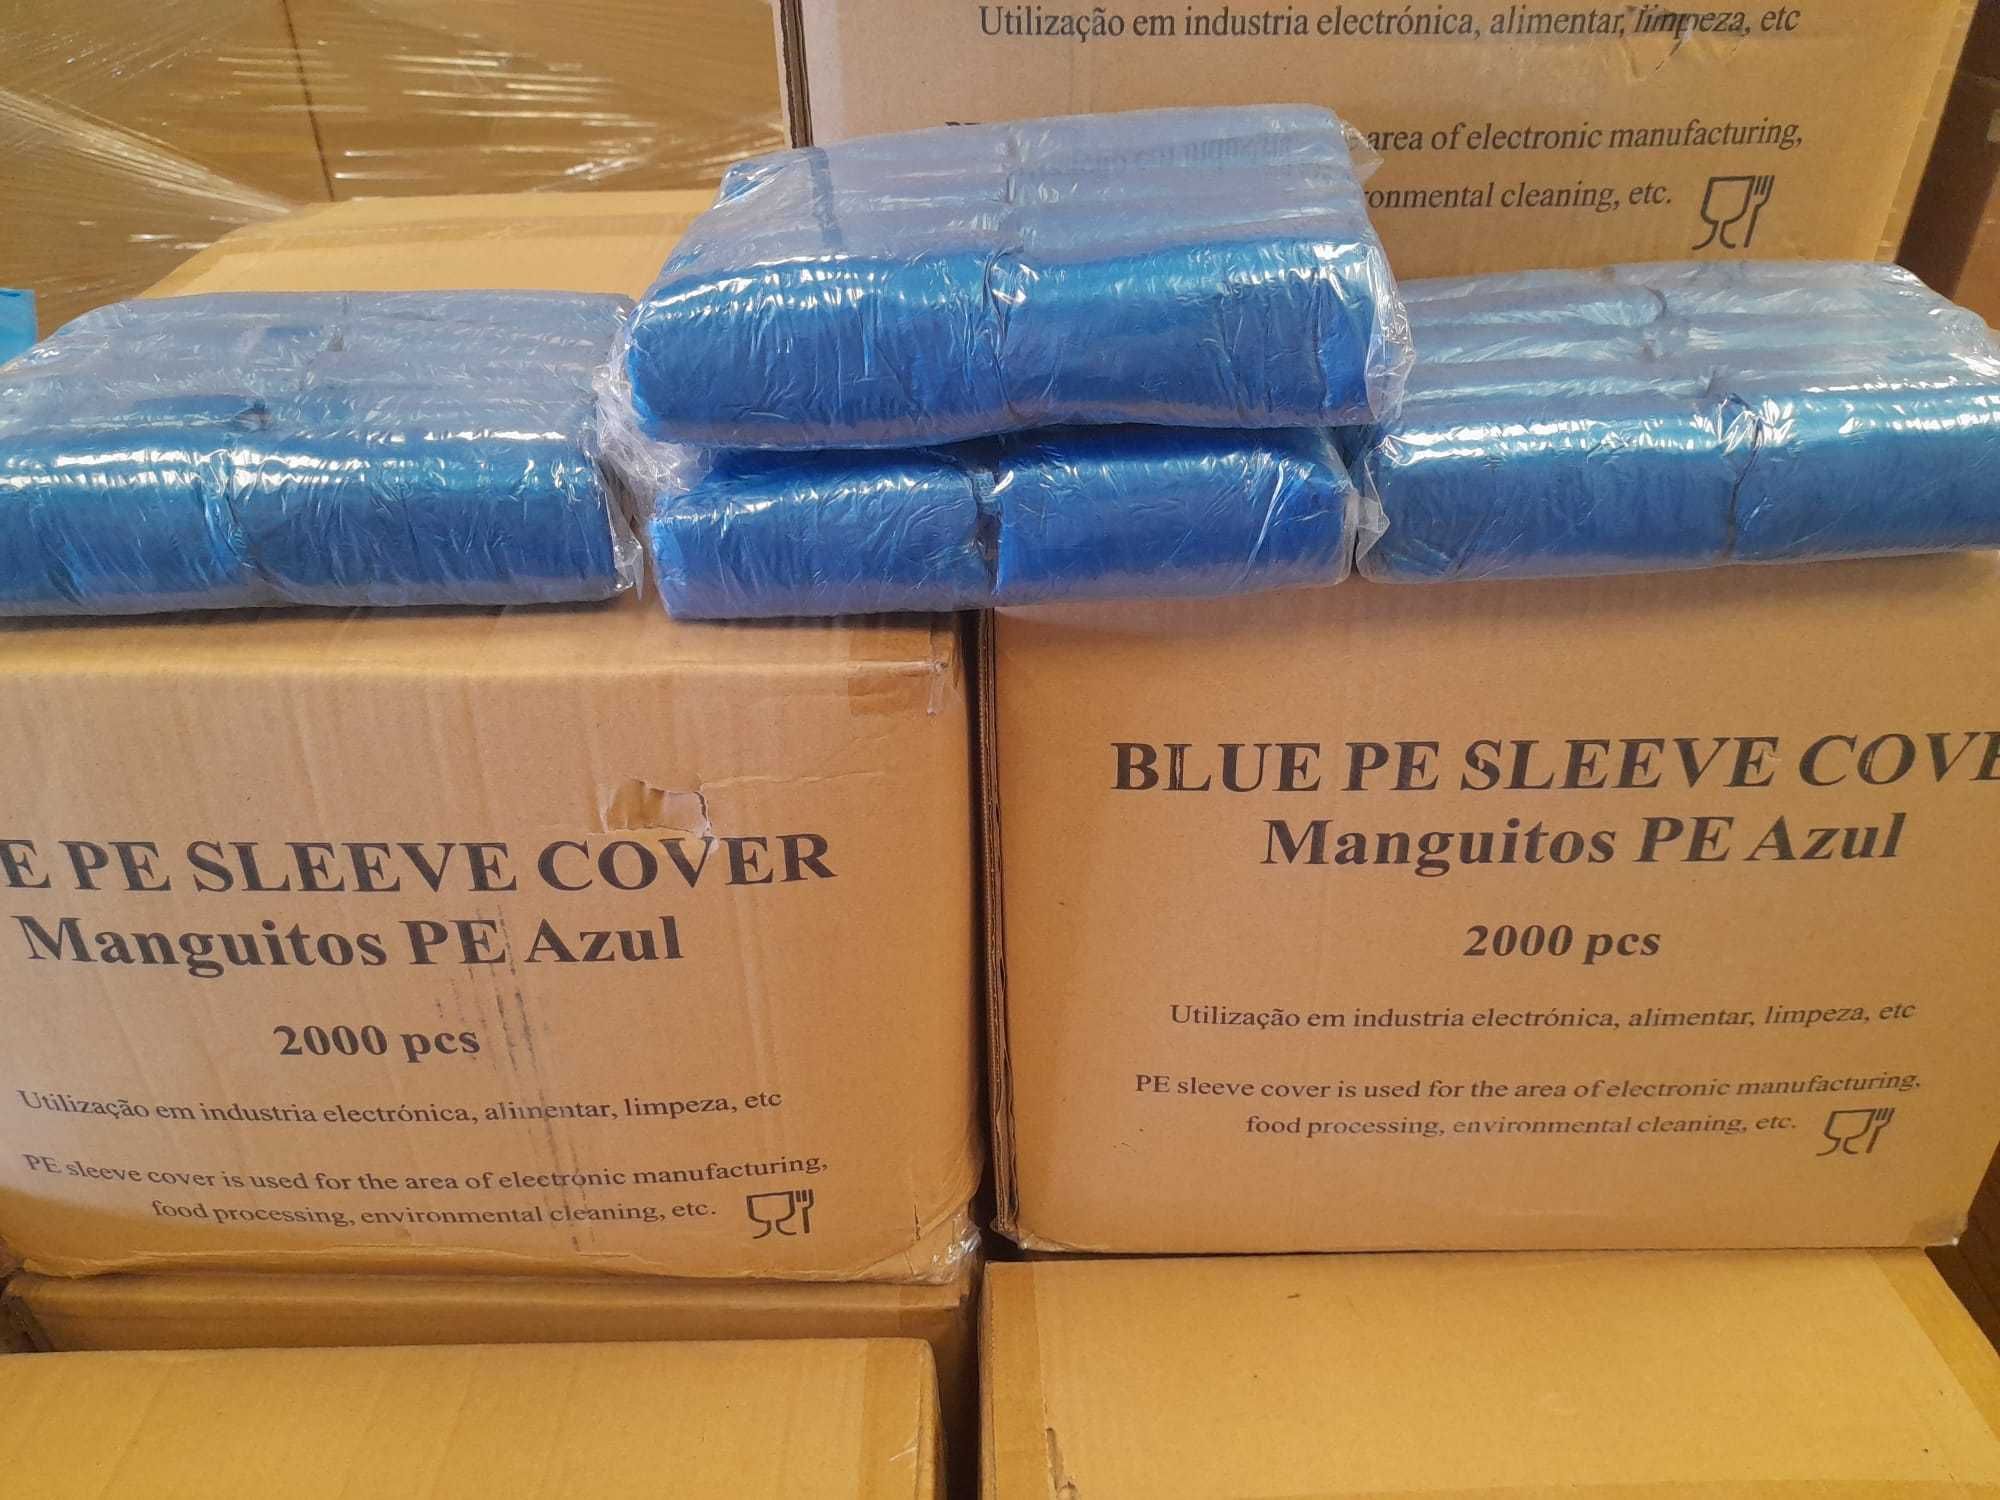 Utilização em industria electrónica, alimentar, limpeza, etc
area of electronic manufacturing,
cleaning, etc.
E PE SLEEVE COVER
Manguitos PE Azul
2000 pcs
Utilização em industria electrónica, alimentar, limpeza, etc
PE sleeve cover is used for the area of electronic manufacturing,
food processing, environmental cleaning, etc.
BLUE PE SLEEVE COVE
Manguitos PE Azul
2000 pcs
Utilização em industria electrónica, alimentar, limpeza, etc
PE sleeve cover is used for the area of electronic manufacturing,
food processing, environmental cleaning, etc.